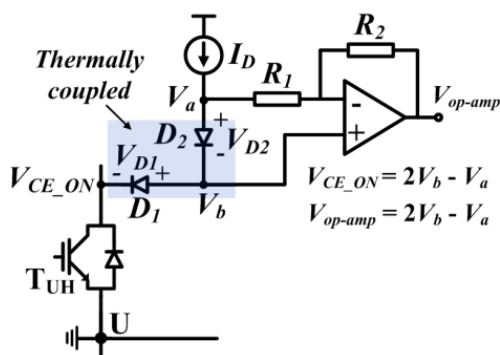 Thermally
coupled
I_D
R_2
V_a
R_1
V_op-amp
D_2
+
-
V_D2
-
+
V_D1
- +
V_CE_ON
D_1
V_b
V_CE_ON = 2V_b - V_a
V_op-amp = 2V_b - V_a
T_UH
U